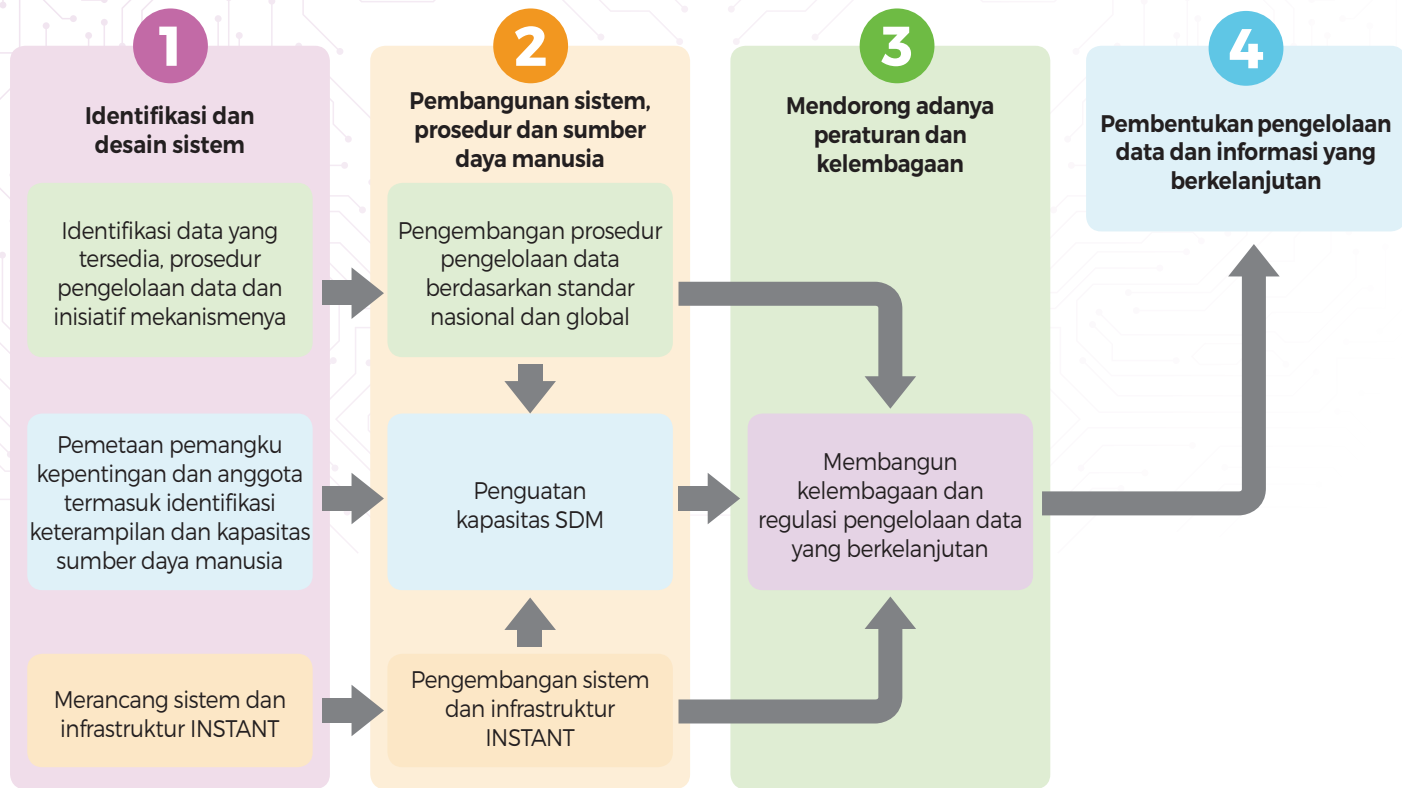 1
Identifikasi dan
desain sistem
Identifikasi data yang
tersedia, prosedur
pengelolaan data dan
inisiatif mekanismenya
Pemetaan pemangku
kepentingan dan anggota
termasuk identifikasi
keterampilan dan kapasitas
sumber daya manusia
Merancang sistem dan
infrastruktur INSTANT
2
Pembangunan sistem,
prosedur dan sumber
daya manusia
Pengembangan prosedur
pengelolaan data
berdasarkan standar
nasional dan global
Penguatan
kapasitas SDM
Pengembangan sistem
dan infrastruktur
INSTANT
3
Mendorong adanya
peraturan dan
kelembagaan
Membangun
kelembagaan dan
regulasi pengelolaan data
yang berkelanjutan
4
Pembentukan pengelolaan
data dan informasi yang
berkelanjutan